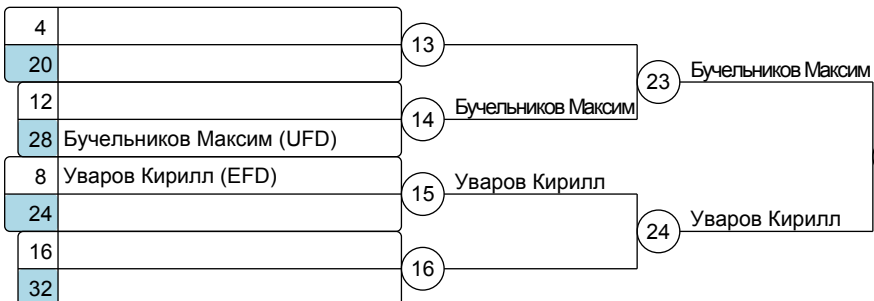 4
13
20
23 Бучельников Максим
12
14 Бучельников Максим
28 Бучельников Максим (UFD)
8 Уваров Кирилл (EFD)
15 Уваров Кирилл
24
24 Уваров Кирилл
16
16
32